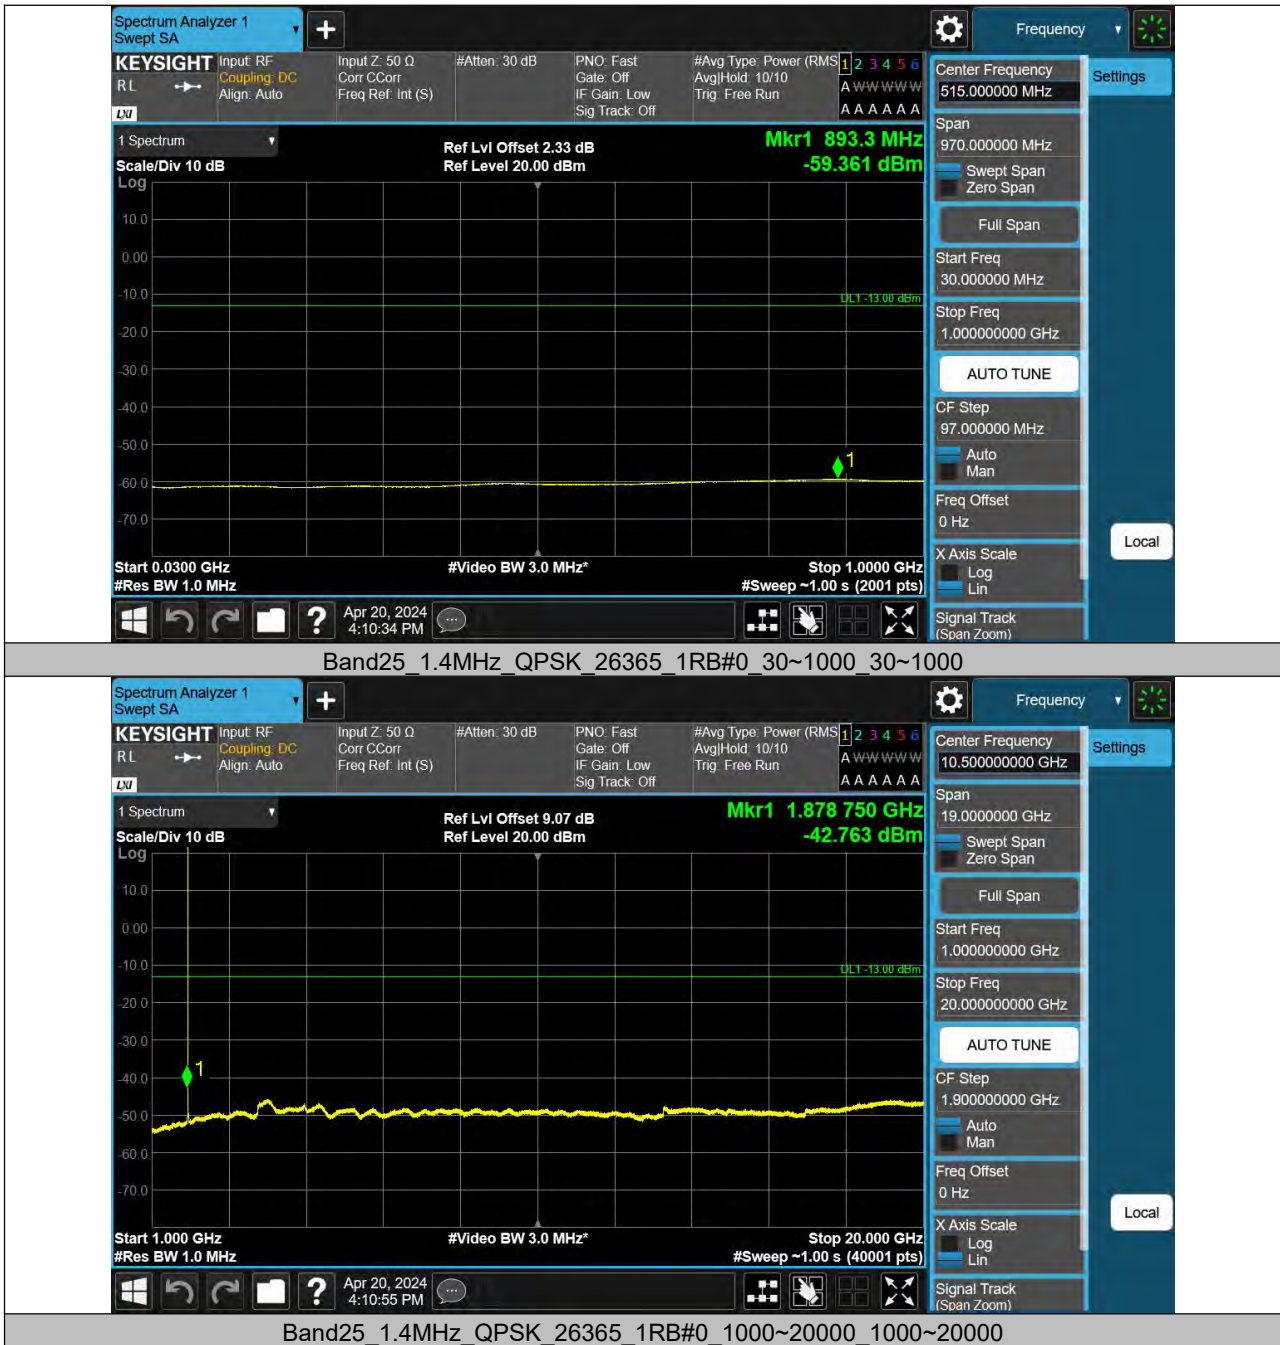 Spectrum Analyzer 1
Swept SA
Frequency
KEYSIGHT
RL
LXI
Input: RF
Coupling: DC
Align: Auto
Input Z: 50 Ω
Corr CCorr
Freq Ref: Int (S)
#Atten: 30 dB
PNO: Fast
Gate: Off
IF Gain: Low
Sig Track: Off
#Avg Type: Power (RMS
Avg|Hold: 10/10
Trig: Free Run
1 2 3 4 5 6
A W W W W W
A A A A A A
1 Spectrum
Scale/Div 10 dB
Ref Lvl Offset 2.33 dB
Ref Level 20.00 dBm
Mkr1 893.3 MHz
-59.361 dBm
Log
10.0
0.00
-10.0
DL1 -13.00 dBm
-20.0
-30.0
-40.0
-50.0
1
-60.0
-70.0
Start 0.0300 GHz
#Res BW 1.0 MHz
#Video BW 3.0 MHz*
Stop 1.0000 GHz
#Sweep ~1.00 s (2001 pts)
Apr 20, 2024
4:10:34 PM
Center Frequency
515.000000 MHz
Settings
Span
970.000000 MHz
Swept Span
Zero Span
Full Span
Start Freq
30.000000 MHz
Stop Freq
1.000000000 GHz
AUTO TUNE
CF Step
97.000000 MHz
Auto
Man
Freq Offset
0 Hz
Local
X Axis Scale
Log
Lin
Signal Track
(Span Zoom)
Band25_1.4MHz_QPSK_26365_1RB#0_30~1000_30~1000
Spectrum Analyzer 1
Swept SA
Frequency
KEYSIGHT
RL
LXI
Input: RF
Coupling: DC
Align: Auto
Input Z: 50 Ω
Corr CCorr
Freq Ref: Int (S)
#Atten: 30 dB
PNO: Fast
Gate: Off
IF Gain: Low
Sig Track: Off
#Avg Type: Power (RMS
Avg|Hold: 10/10
Trig: Free Run
1 2 3 4 5 6
A W W W W W
A A A A A A
1 Spectrum
Scale/Div 10 dB
Ref Lvl Offset 9.07 dB
Ref Level 20.00 dBm
Mkr1 1.878 750 GHz
-42.763 dBm
Log
10.0
0.00
-10.0
DL1 -13.00 dBm
-20.0
-30.0
1
-40.0
-50.0
-60.0
-70.0
Start 1.000 GHz
#Res BW 1.0 MHz
#Video BW 3.0 MHz*
Stop 20.000 GHz
#Sweep ~1.00 s (40001 pts)
Apr 20, 2024
4:10:55 PM
Center Frequency
10.500000000 GHz
Settings
Span
19.0000000 GHz
Swept Span
Zero Span
Full Span
Start Freq
1.000000000 GHz
Stop Freq
20.000000000 GHz
AUTO TUNE
CF Step
1.900000000 GHz
Auto
Man
Freq Offset
0 Hz
Local
X Axis Scale
Log
Lin
Signal Track
(Span Zoom)
Band25_1.4MHz_QPSK_26365_1RB#0_1000~20000_1000~20000